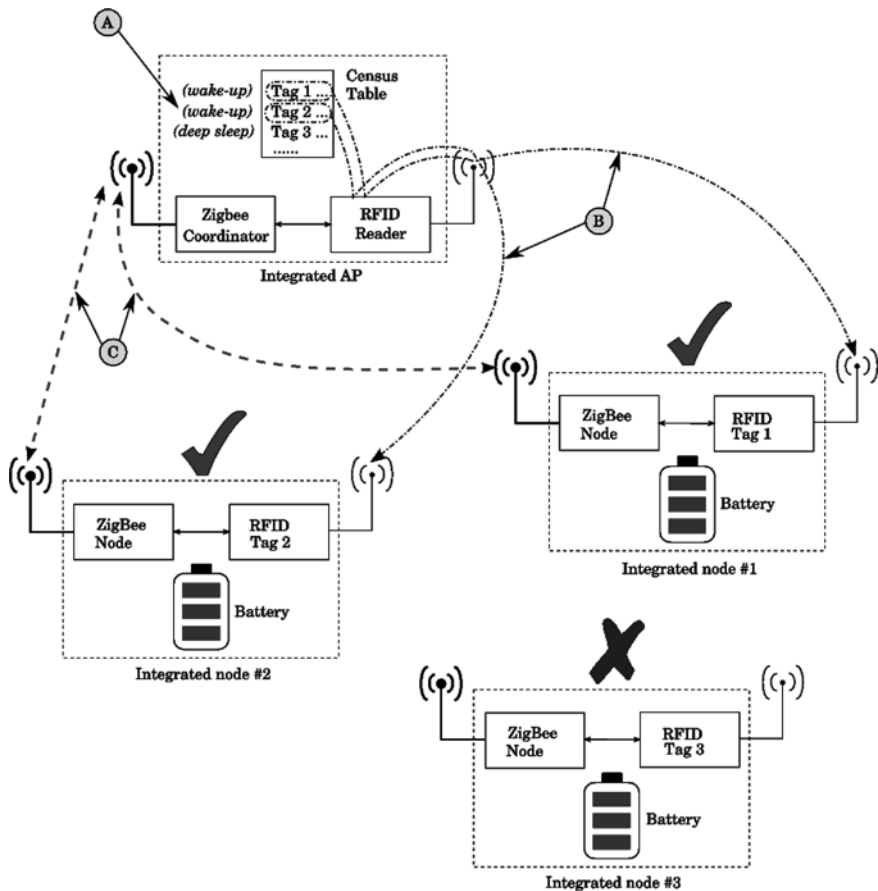 A
Census
Table
(wake-up) Tag 1 ...
(wake-up) Tag 2 ...
(deep sleep) Tag 3 ...
......
Zigbee
Coordinator
RFID
Reader
Integrated AP
B
C
ZigBee
Node
RFID
Tag 1
Battery
Integrated node #1
ZigBee
Node
RFID
Tag 2
Battery
Integrated node #2
ZigBee
Node
RFID
Tag 3
Battery
Integrated node #3